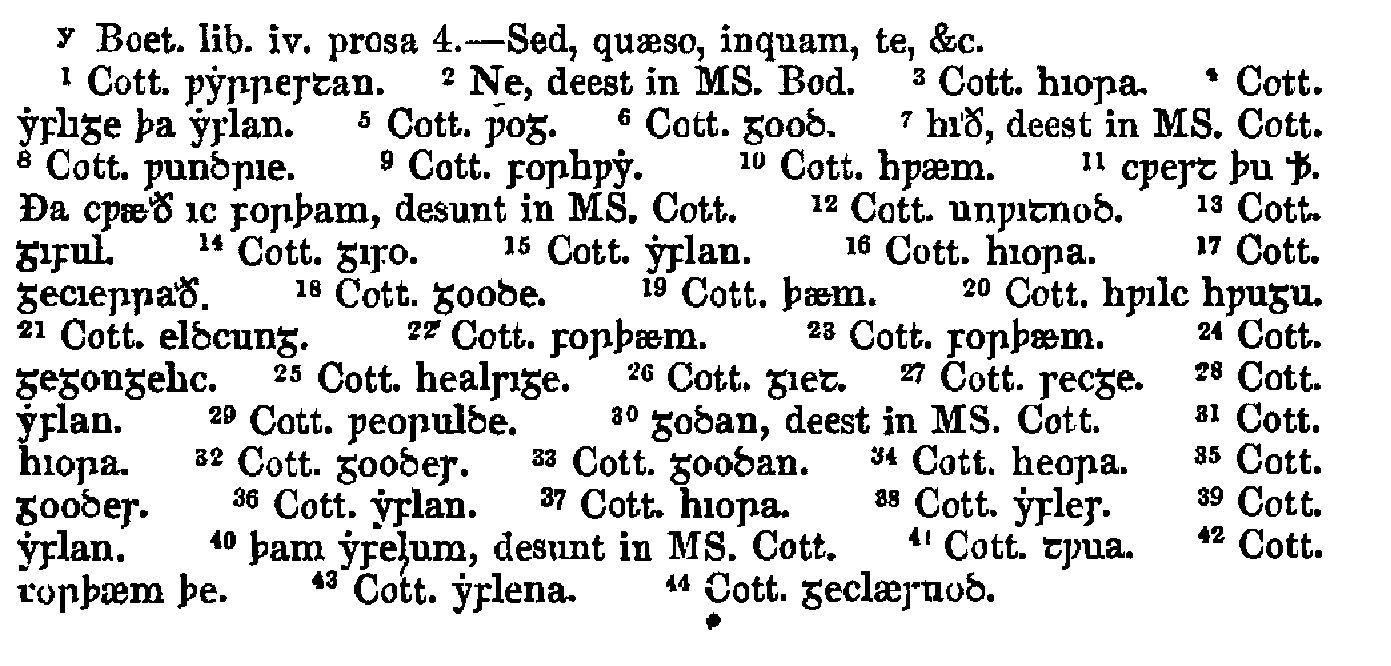 ʸ Boet. lib. iv. prosa 4.—Sed, quæso, inquam, te, &c.
¹ Cott. ƿẏꞃꞃeꞅꞇan. ² Ne, deest in MS. Bod. ³ Cott. hıoꞃa. ⁴ Cott.
ẏꝼlıᵹe þa ẏꝼlan. ⁵ Cott. ƿoᵹ. ⁶ Cott. ᵹooꝺ. ⁷ hıð, deest in MS. Cott.
⁸ Cott. ƿunꝺꞃıe. ⁹ Cott. ꝼoꞃhƿẏ. ¹⁰ Cott. hƿæm. ¹¹ cƿeꞅꞇ þu ꝥ.
Ða cƿæð ıc ꝼoꞃþam, desunt in MS. Cott. ¹² Cott. unƿıꞇnoꝺ. ¹³ Cott.
ᵹıꝼul. ¹⁴ Cott. ᵹıꝼo. ¹⁵ Cott. ẏꝼlan. ¹⁶ Cott. hıoꞃa. ¹⁷ Cott.
ᵹecıeꞃꞃað. ¹⁸ Cott. ᵹooꝺe. ¹⁹ Cott. þæm. ²⁰ Cott. hƿılc hƿuᵹu.
²¹ Cott. elꝺcunᵹ. ²² Cott. ꝼoꞃþæm. ²³ Cott. ꝼoꞃþæm. ²⁴ Cott.
ᵹeᵹonᵹelıc. ²⁵ Cott. healꞅıᵹe. ²⁶ Cott. ᵹıeꞇ. ²⁷ Cott. ꞅecᵹe. ²⁸ Cott.
ẏꝼlan. ²⁹ Cott. ƿeoꞃulꝺe. ³⁰ ᵹoꝺan, deest in MS. Cott. ³¹ Cott.
hıoꞃa. ³² Cott. ᵹooꝺeꞅ. ³³ Cott. ᵹooꝺan. ³⁴ Cott. heoꞃa. ³⁵ Cott.
ᵹooꝺeꞅ. ³⁶ Cott. ẏꝼlan. ³⁷ Cott. hıoꞃa. ³⁸ Cott. ẏꝼleꞅ. ³⁹ Cott.
ẏꝼlan. ⁴⁰ þam ẏꝼelum, desunt in MS. Cott. ⁴¹ Cott. ꞇƿua. ⁴² Cott.
ꝼoꞃþæm þe. ⁴³ Cott. ẏꝼlena. ⁴⁴ Cott. ᵹeclæꞅnoꝺ.